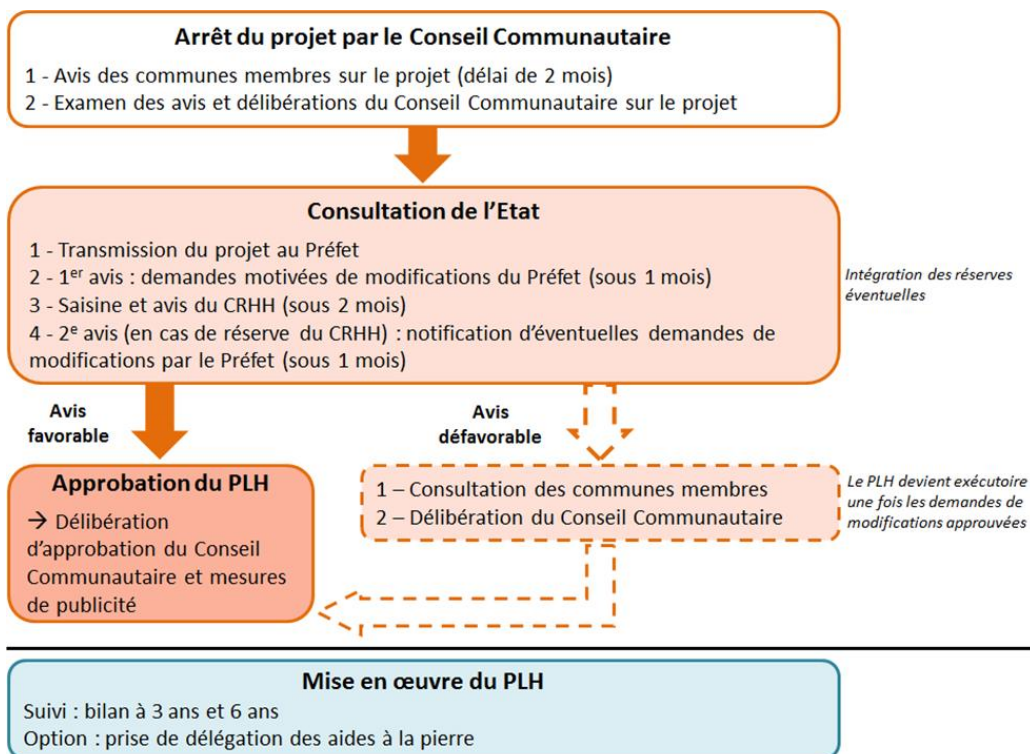 Arrêt du projet par le Conseil Communautaire
1 - Avis des communes membres sur le projet (délai de 2 mois)
2 - Examen des avis et délibérations du Conseil Communautaire sur le projet
Consultation de l'Etat
1 - Transmission du projet au Préfet
2 - 1er avis : demandes motivées de modifications du Préfet (sous 1 mois)
3 - Saisine et avis du CRHH (sous 2 mois)
4 - 2e avis (en cas de réserve du CRHH) : notification d'éventuelles demandes de
modifications par le Préfet (sous 1 mois)
Intégration des réserves
éventuelles
Avis
favorable
Avis
défavorable
Approbation du PLH
→ Délibération
d'approbation du Conseil
Communautaire et mesures
de publicité
1 – Consultation des communes membres
2 – Délibération du Conseil Communautaire
Le PLH devient exécutoire
une fois les demandes de
modifications approuvées
Mise en œuvre du PLH
Suivi : bilan à 3 ans et 6 ans
Option : prise de délégation des aides à la pierre